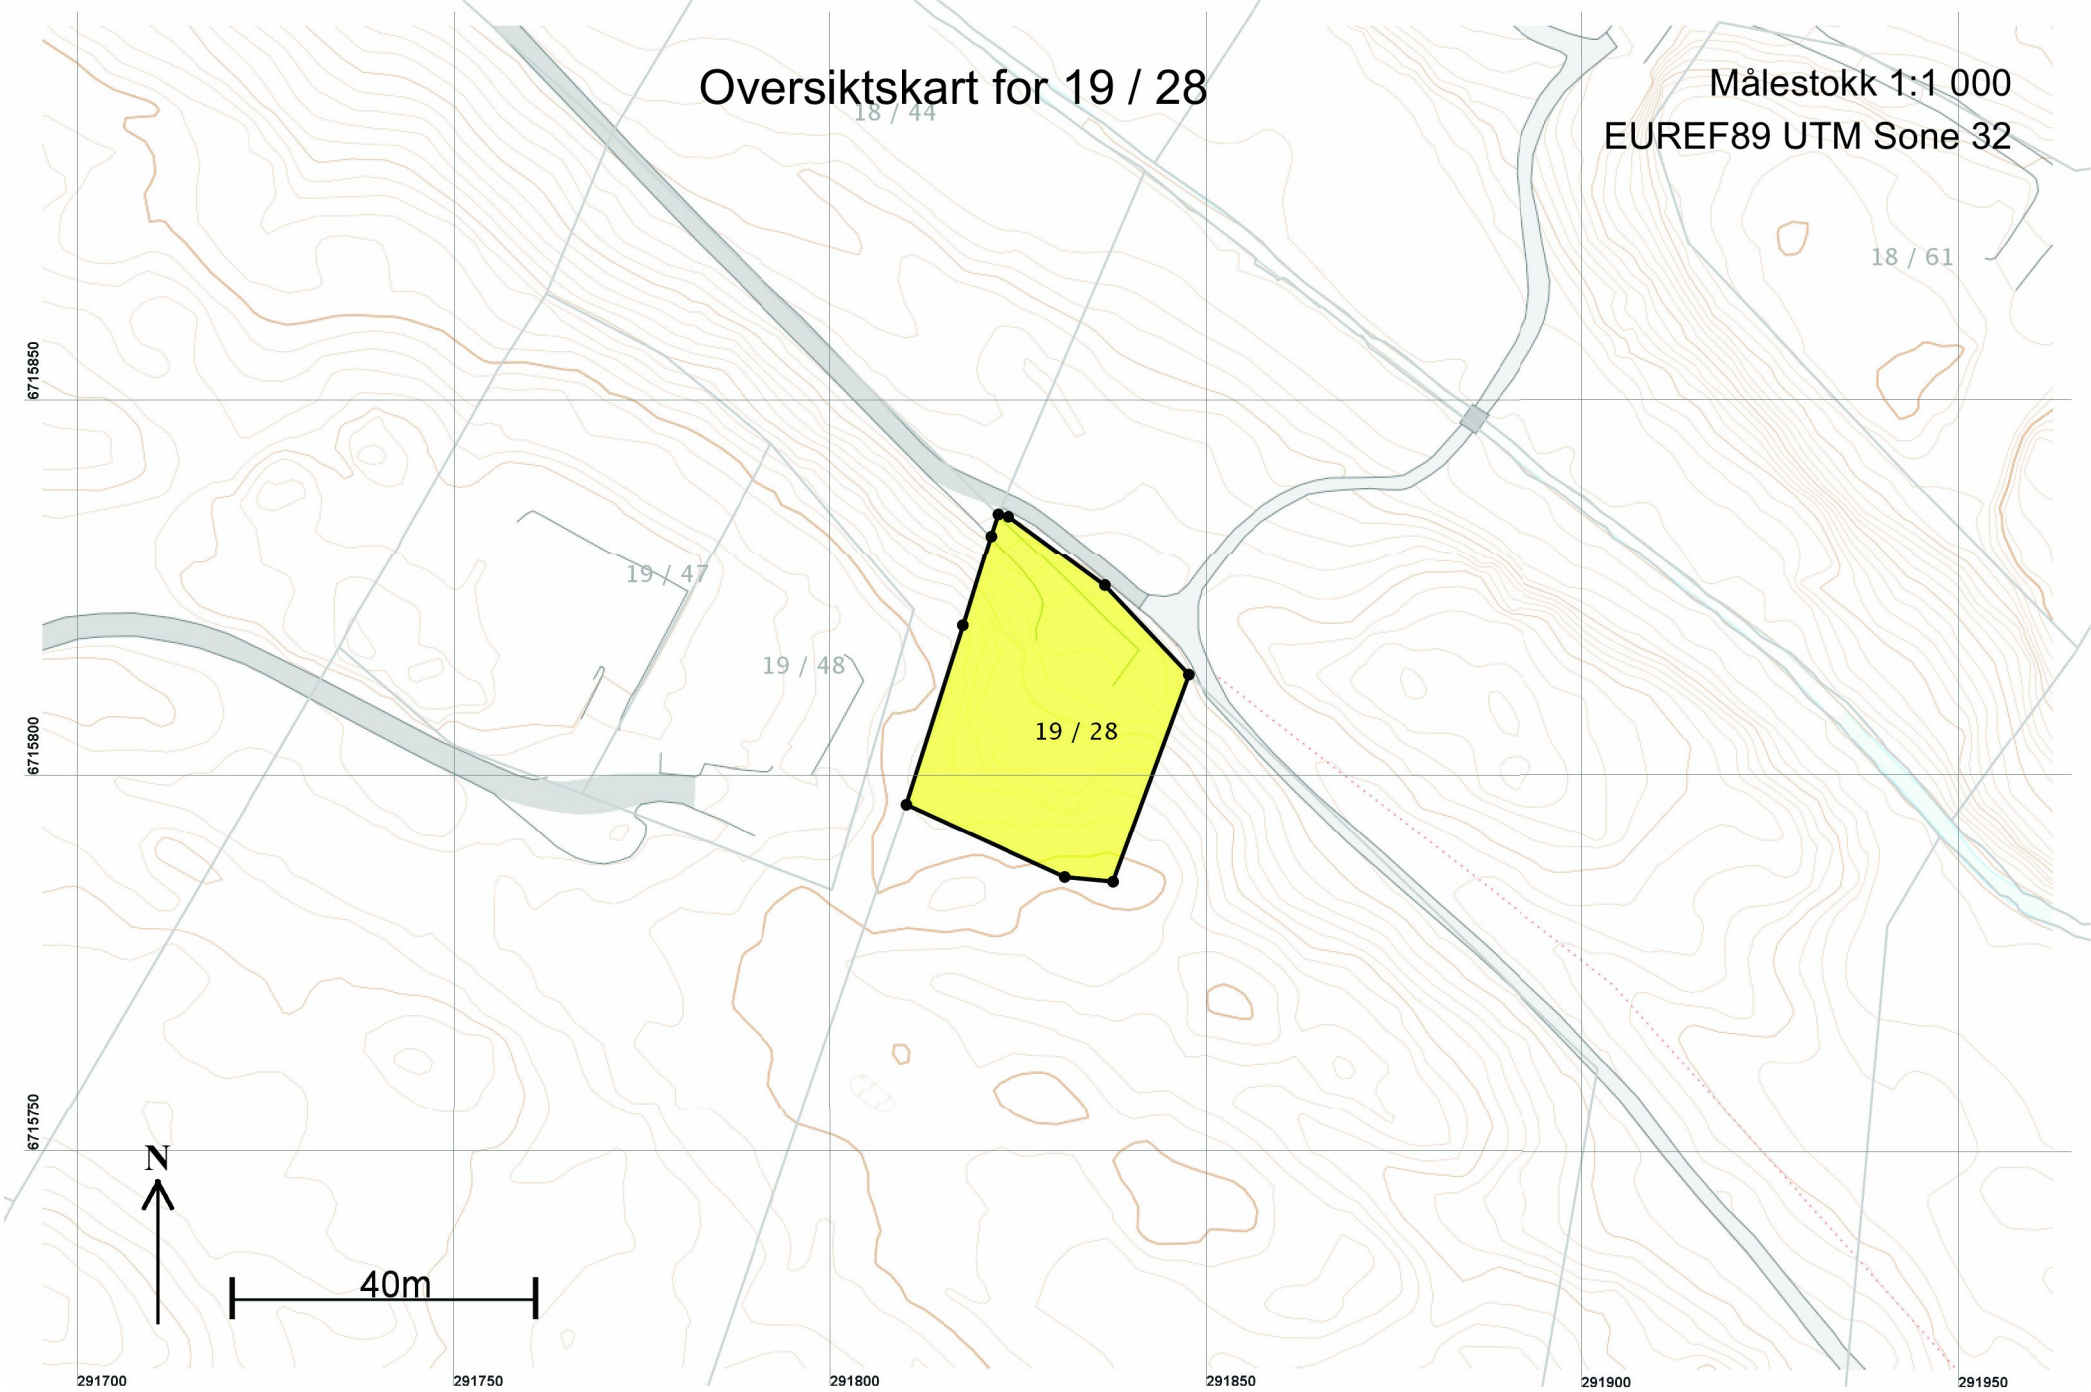 Oversiktskart for 19 / 28
Målestokk 1:1 000
EUREF89 UTM Sone 32
18 / 44
18 / 61
6715850
19 / 47
19 / 48
19 / 28
6715800
6715750
N
40m
291700
291750
291800
291850
291900
291950